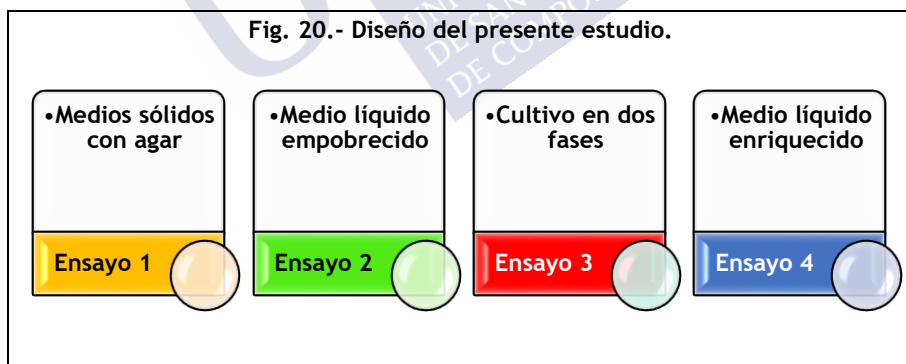 Fig. 20.- Diseño del presente estudio.
•Medios sólidos
con agar
Ensayo 1
•Medio líquido
empobrecido
Ensayo 2
•Cultivo en dos
fases
Ensayo 3
•Medio líquido
enriquecido
Ensayo 4